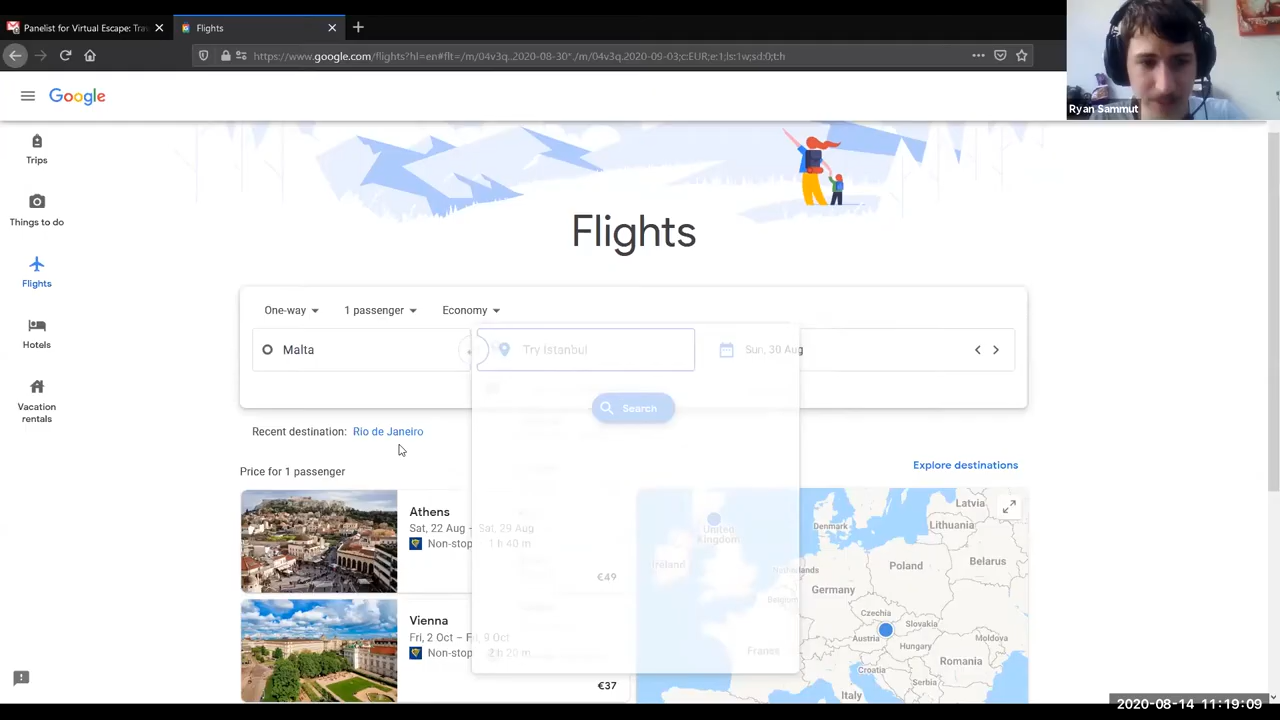 Panelist for Virtual Escape: Tra
Flights
https://www.google.com/flights?hl=en#flt=/m/04v3q..2020-08-30*./m/04v3q.2020-09-03;c:EUR;e:1;ls:1w;sd:0;t:h
Ryan Sammut
Google
Trips
Things to do
Flights
Hotels
Vacation
rentals
Flights
One-way
1 passenger
Economy
Malta
Try Istanbul
Sun, 30 Aug
Search
Recent destination: Rio de Janeiro
Price for 1 passenger
Explore destinations
Athens
Sat, 22 Aug – Sat, 29 Aug
Non-stop 1 h 40 m
€49
Vienna
Fri, 2 Oct – Fri, 9 Oct
Non-stop 2 h 20 m
€37
Latvia
Denmark
Lithuania
United
Kingdom
Ireland
Belarus
Poland
Netherlands
Germany
Belgium
Czechia
Slovakia
Austria
Moldova
Hungary
France
Romania
Croatia
Serbia
Italy
2020-08-14 11:19:09